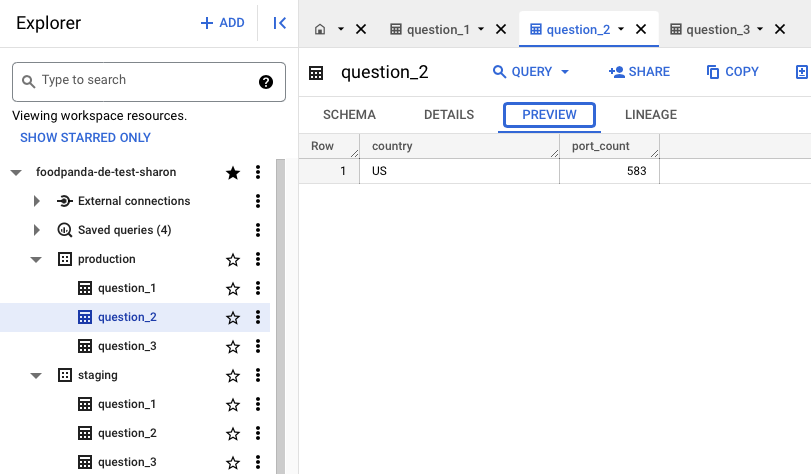 Explorer
+ ADD
Type to search
Viewing workspace resources.
SHOW STARRED ONLY
foodpanda-de-test-sharon
External connections
Saved queries (4)
production
question_1
question_2
question_3
staging
question_1
question_2
question_3
question_1
question_2
question_3
question_2
QUERY
SHARE
COPY
SCHEMA
DETAILS
PREVIEW
LINEAGE
Row country port_count
1 US 583